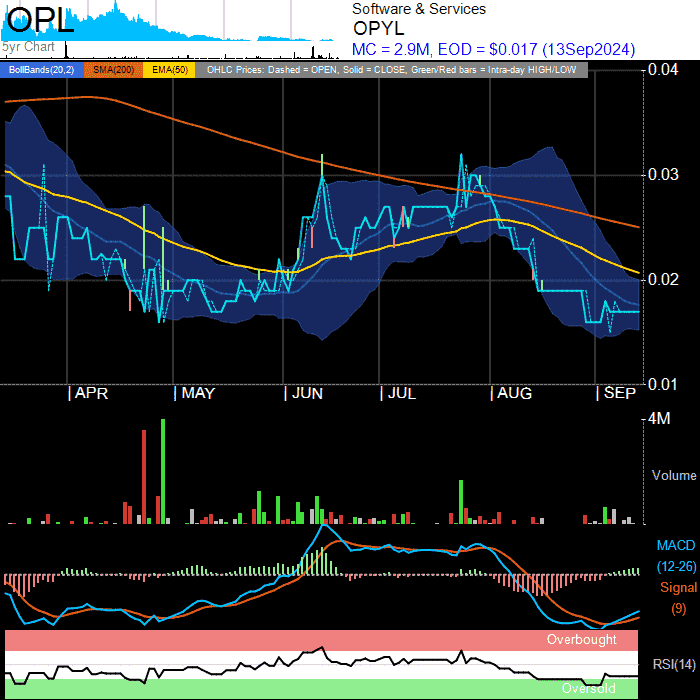 OPL
5yr Chart
Software & Services
OPYL
MC = 2.9M, EOD = $0.017 (13Sep2024)
BollBands(20,2) SMA(200) EMA(50) OHLC Prices: Dashed = OPEN, Solid = CLOSE, Green/Red bars = Intra-day HIGH/LOW
0.04
0.03
0.02
0.01
| APR | MAY | JUN | JUL | AUG | SEP
4M
Volume
MACD
(12-26)
Signal
(9)
Overbought
RSI(14)
Oversold